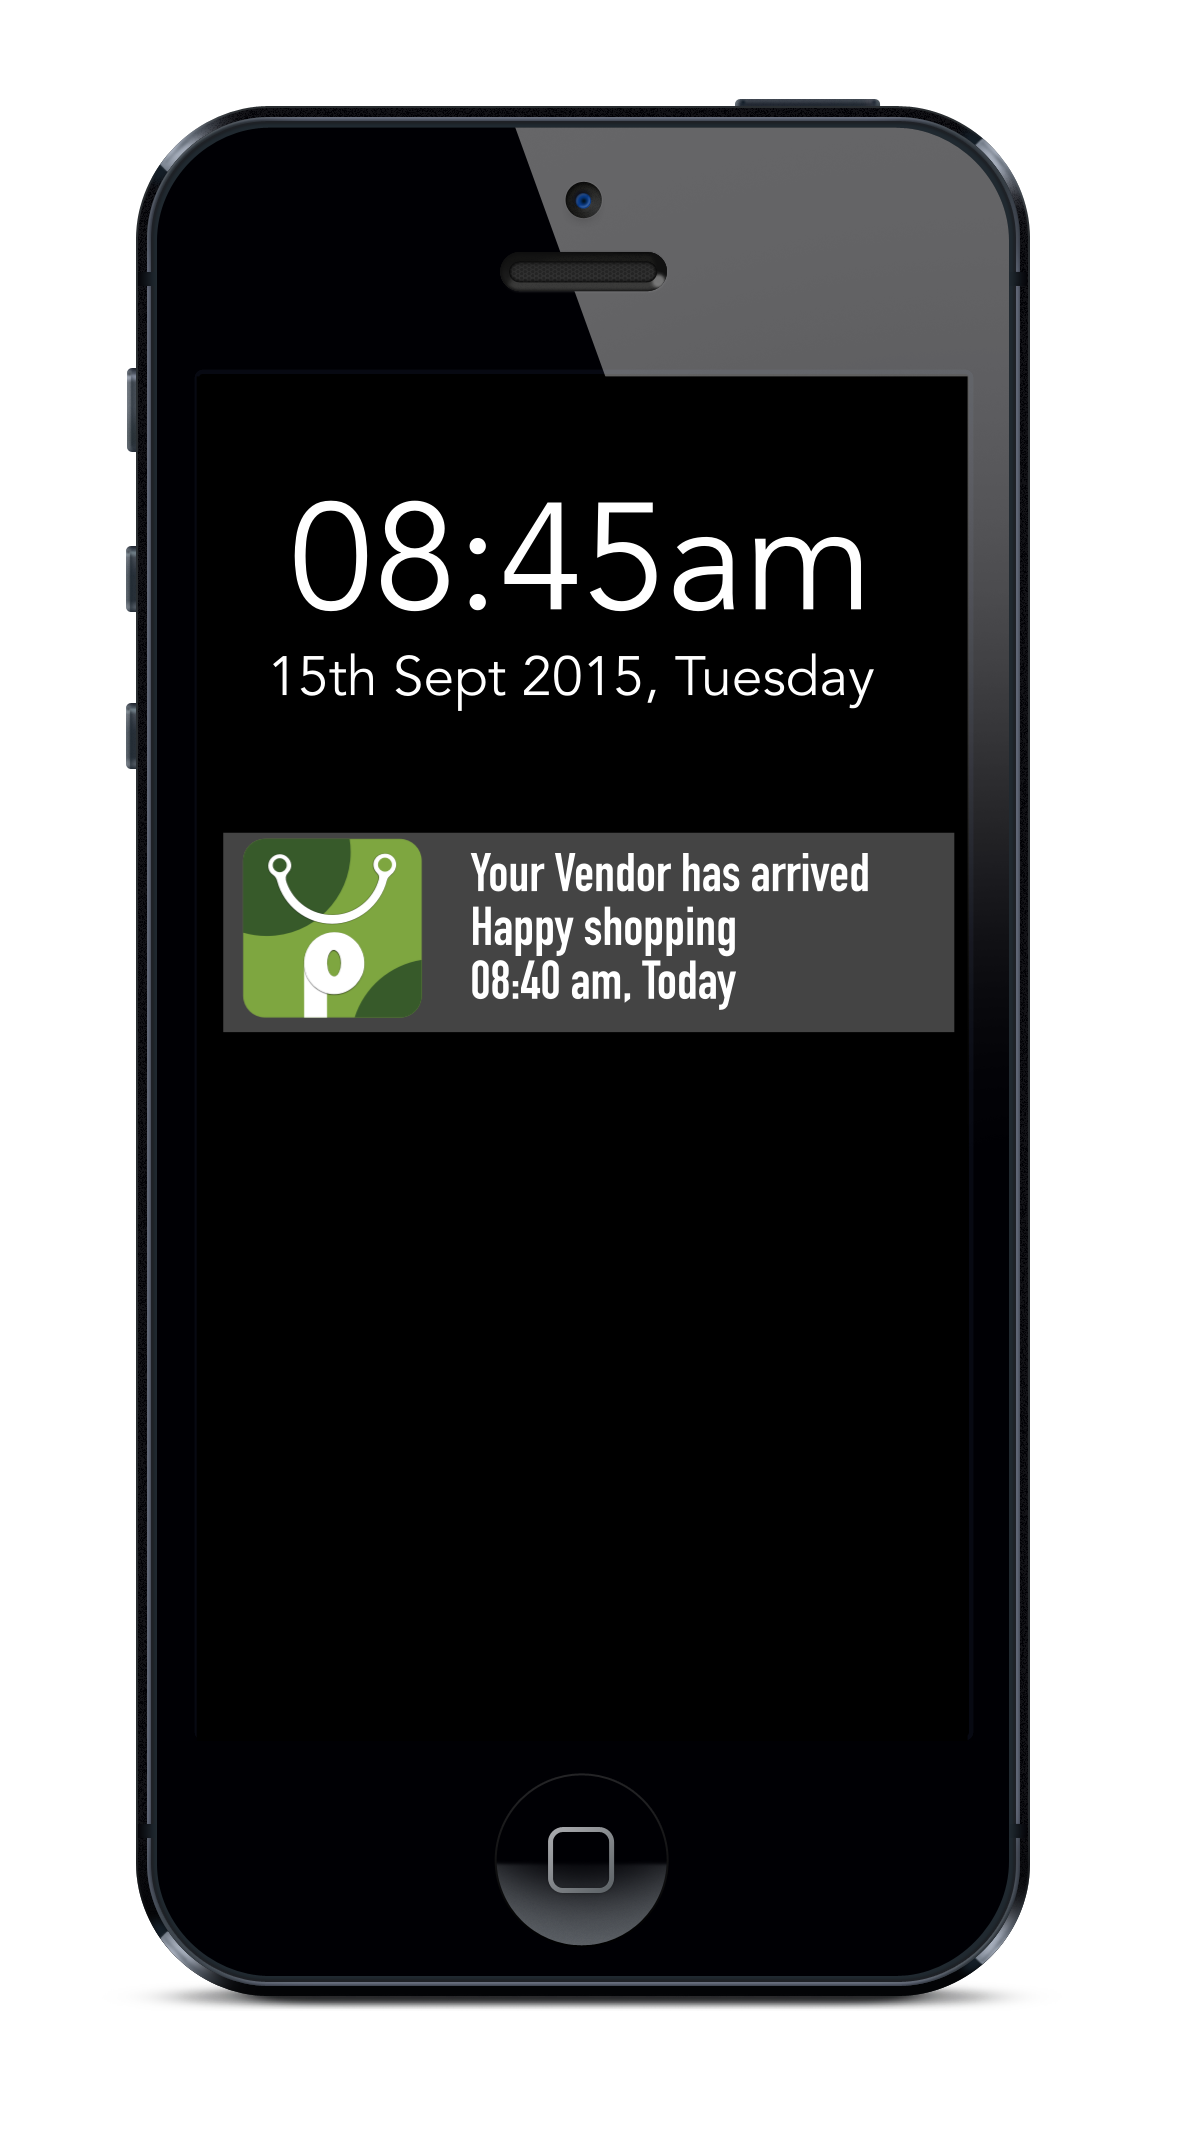 08:45am
15th Sept 2015, Tuesday
Your Vendor has arrived
Happy shopping
08:40 am, Today
p